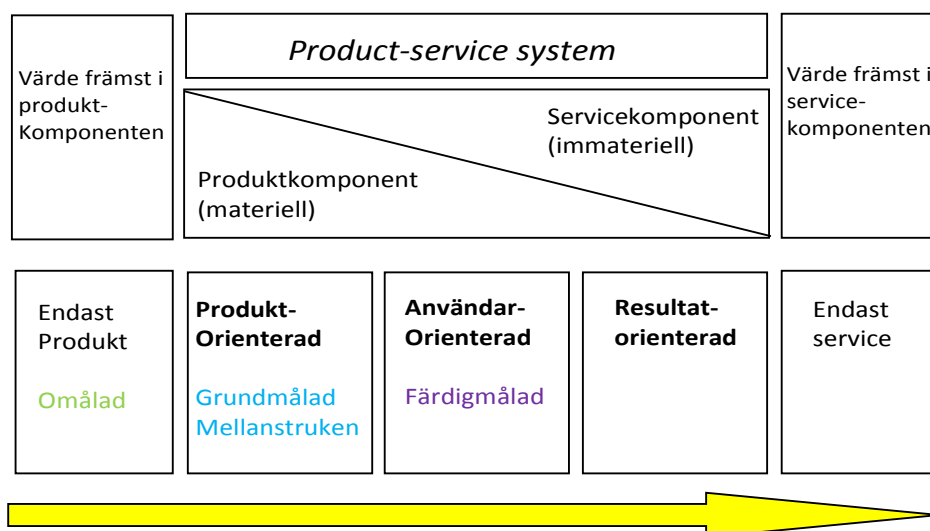 Product-service system
Värde främst i
produkt-
Komponenten
Servicekomponent
(immateriell)
Produktkomponent
(materiell)
Värde främst i
service-
komponenten
Endast
Produkt
Omålad
Produkt-
Orienterad
Grundmålad
Mellanstruken
Användar-
Orienterad
Färdigmålad
Resultat-
orienterad
Endast
service